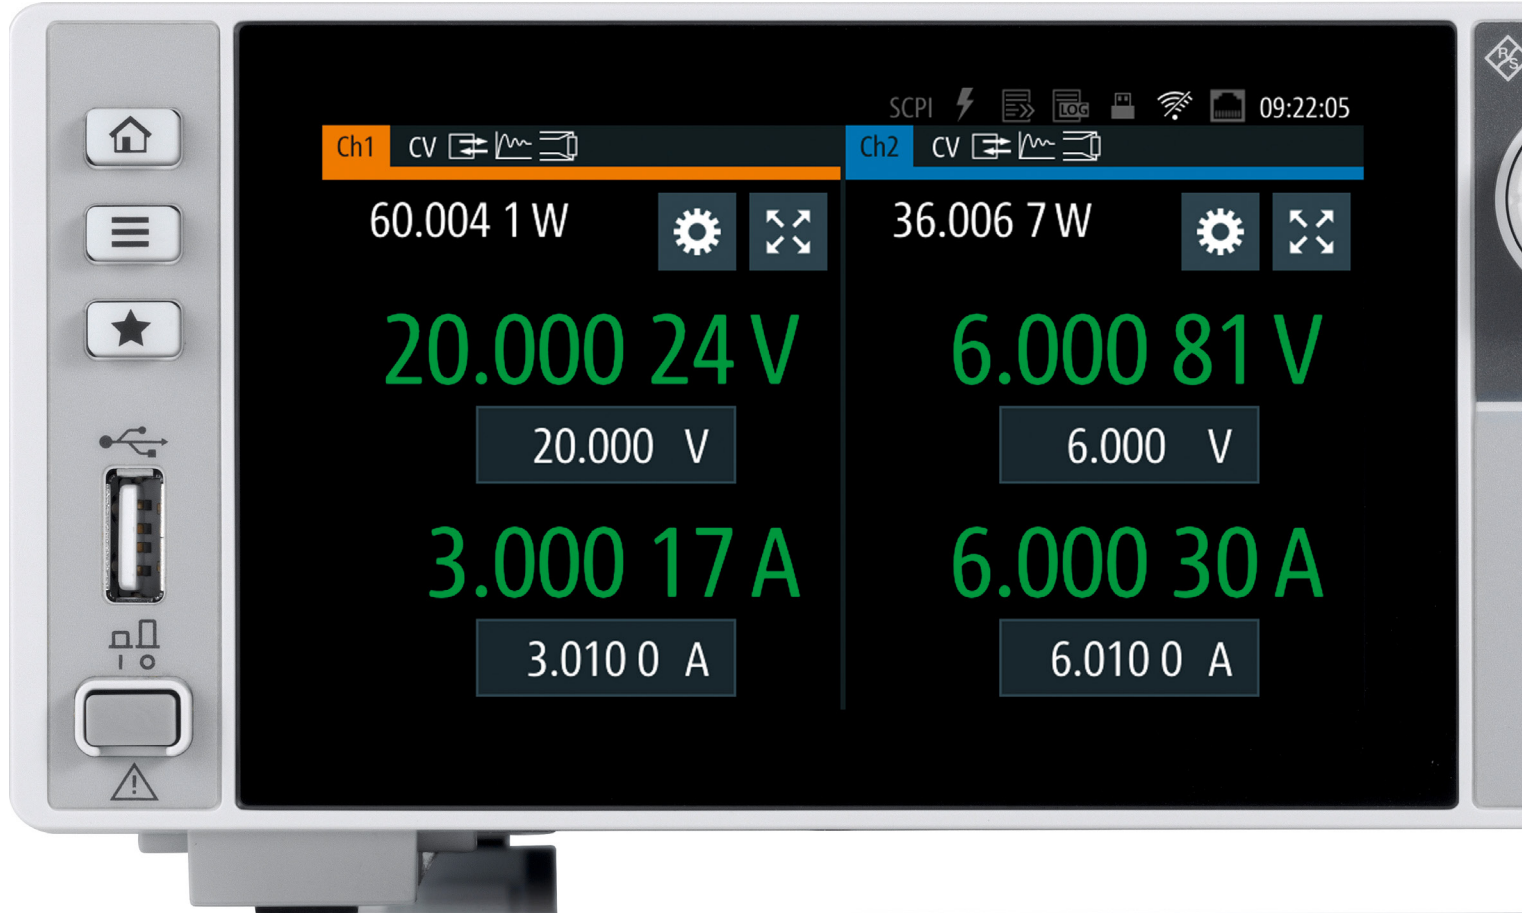 R&S
SCPI LOG 09:22:05
Ch1 CV Ch2 CV
60.004 1 W
36.006 7 W
20.000 24 V
6.000 81 V
20.000 V
6.000 V
3.000 17 A
6.000 30 A
3.010 0 A
6.010 0 A